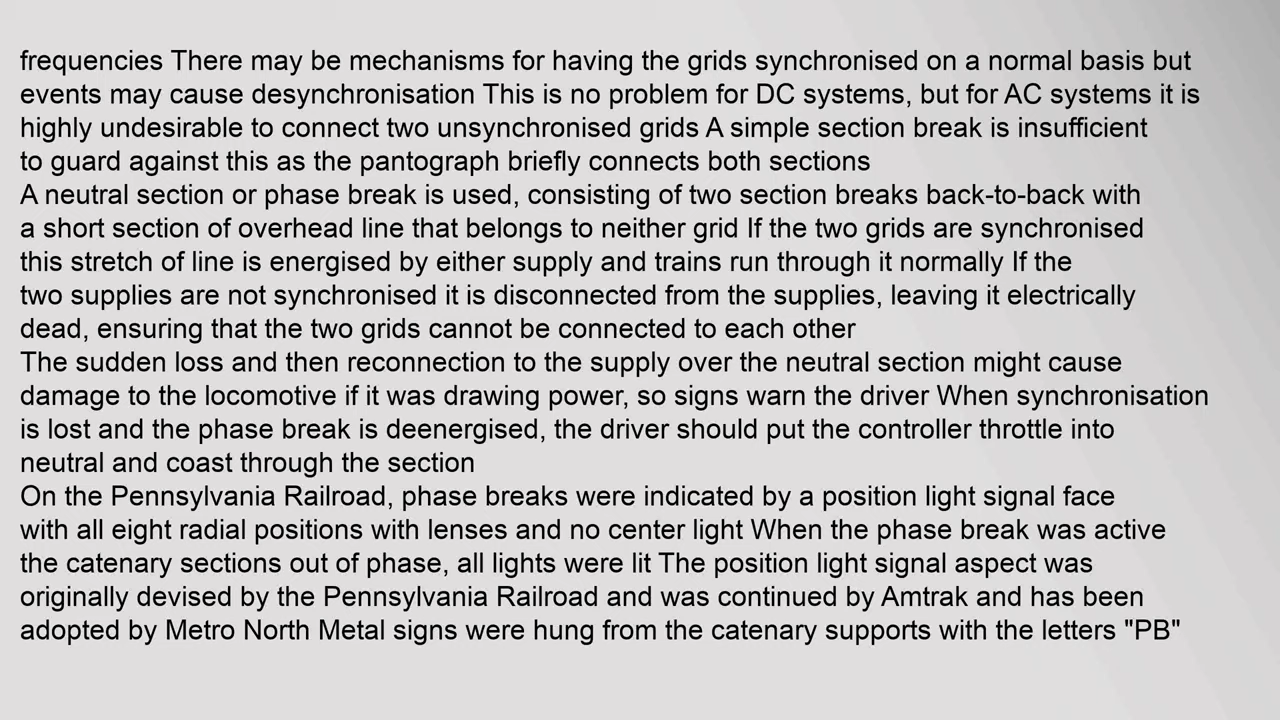 frequencies There may be mechanisms for having the grids synchronised on a normal basis but
events may cause desynchronisation This is no problem for DC systems, but for AC systems it is
highly undesirable to connect two unsynchronised grids A simple section break is insufficient
to guard against this as the pantograph briefly connects both sections
A neutral section or phase break is used, consisting of two section breaks back-to-back with
a short section of overhead line that belongs to neither grid If the two grids are synchronised
this stretch of line is energised by either supply and trains run through it normally If the
two supplies are not synchronised it is disconnected from the supplies, leaving it electrically
dead, ensuring that the two grids cannot be connected to each other
The sudden loss and then reconnection to the supply over the neutral section might cause
damage to the locomotive if it was drawing power, so signs warn the driver When synchronisation
is lost and the phase break is deenergised, the driver should put the controller throttle into
neutral and coast through the section
On the Pennsylvania Railroad, phase breaks were indicated by a position light signal face
with all eight radial positions with lenses and no center light When the phase break was active
the catenary sections out of phase, all lights were lit The position light signal aspect was
originally devised by the Pennsylvania Railroad and was continued by Amtrak and has been
adopted by Metro North Metal signs were hung from the catenary supports with the letters "PB"